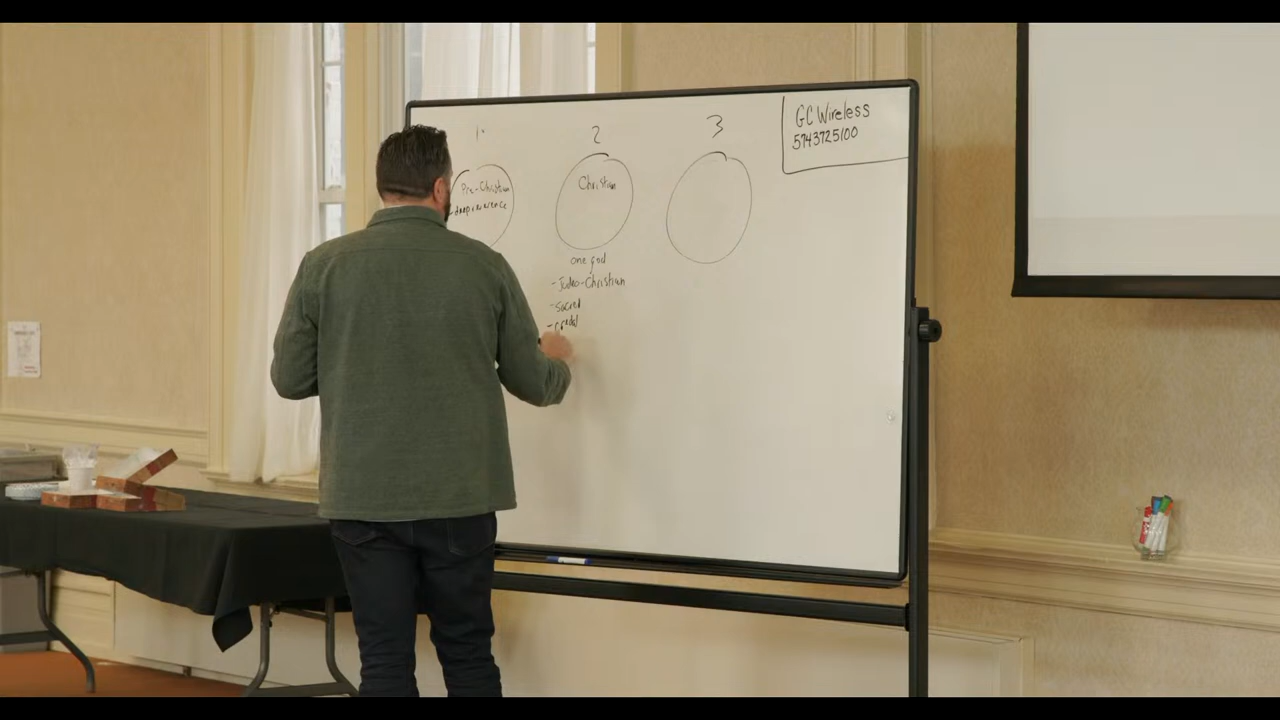 1.
2
3
GC Wireless
5743725100
Pre-Christian
Christian
one god
- Judeo-Christian
- sacred